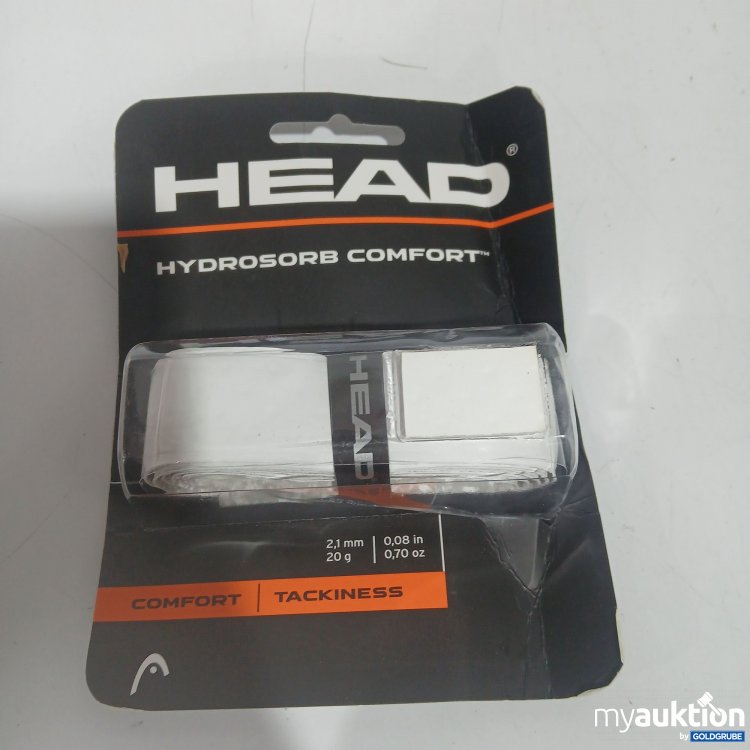 HEAD®
HYDROSORB COMFORT™
HEAD
2,1 mm | 0,08 in
20 g | 0,70 oz
COMFORT | TACKINESS
myauktion
by GOLDGRUBE